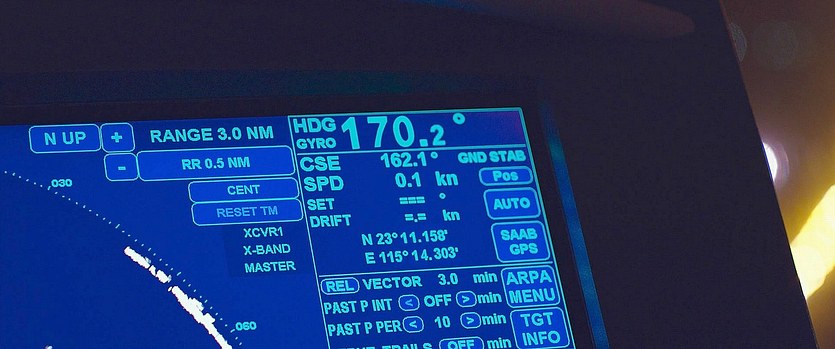 N UP + RANGE 3.0 NM
- RR 0.5 NM
CENT
RESET TM
XCVR1
X-BAND
MASTER
030
060
HDG 170.2°
GYRO
CSE 162.1° GND STAB
SPD 0.1 kn Pos
SET === °
DRIFT =.= kn
AUTO
N 23°11.158'
E 115°14.303'
SAAB
GPS
REL VECTOR 3.0 min
PAST P INT < OFF > min
PAST P PER < 10 > min
TRAILS OFF min
ARPA
MENU
TGT
INFO